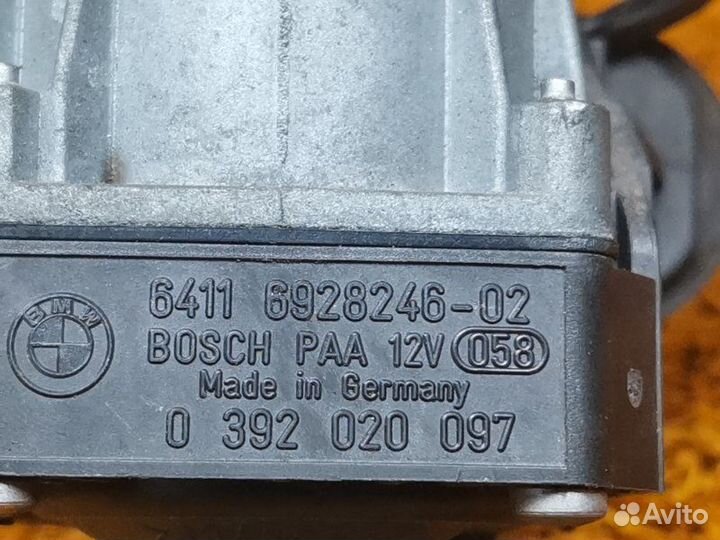 BMW
6411 6928246-02
BOSCH PAA 12V 058
Made in Germany
0 392 020 097
Avito